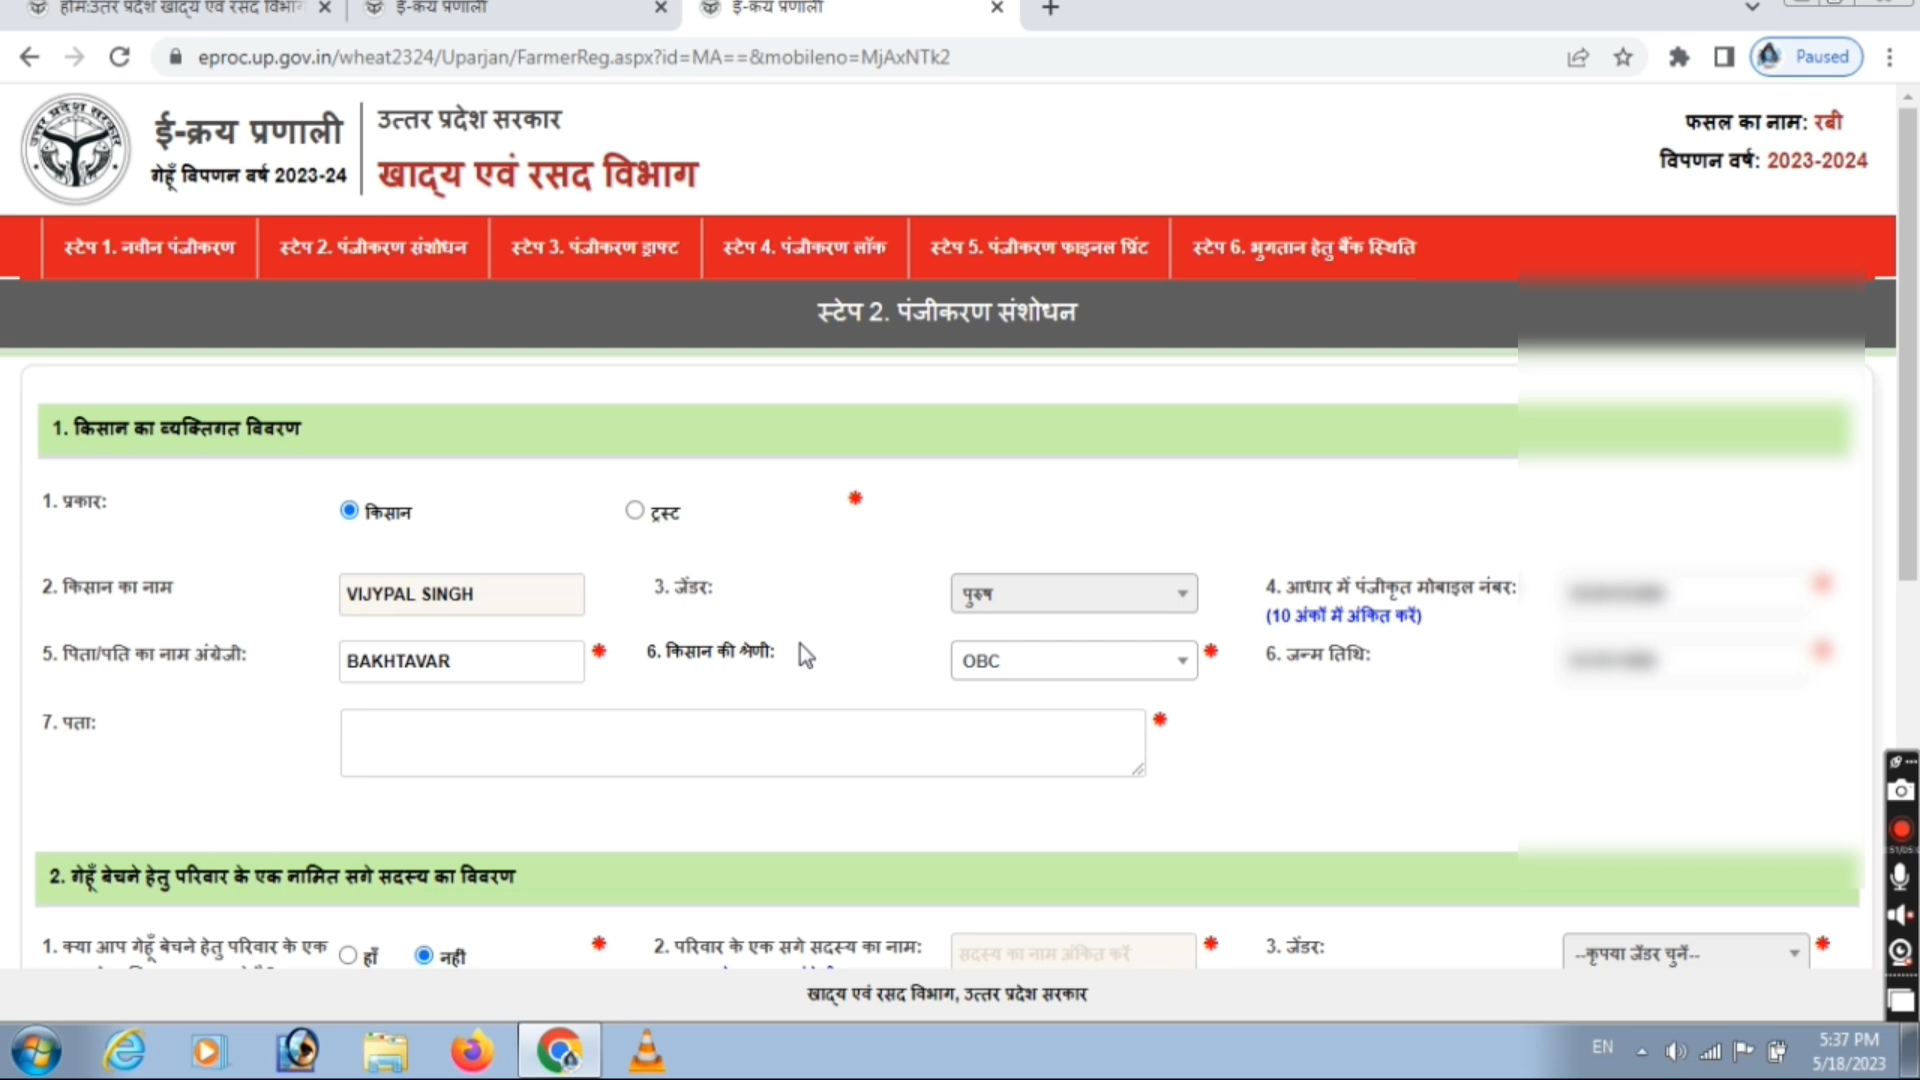 ई-क्रय प्रणाली
ई-क्रय प्रणाली
Paused
eproc.up.gov.in/wheat2324/Uparjan/FarmerReg.aspx?id=MA==&mobileno=MjAxNTk2
ई-क्रय प्रणाली
गेहूँ विपणन वर्ष 2023-24
उत्तर प्रदेश सरकार
खाद्य एवं रसद विभाग
फसल का नाम: रबी
विपणन वर्ष: 2023-2024
स्टेप 1. नवीन पंजीकरण
स्टेप 2. पंजीकरण संशोधन
स्टेप 3. पंजीकरण ड्राफ्ट
स्टेप 4. पंजीकरण लॉक
स्टेप 5. पंजीकरण फाइनल प्रिंट
स्टेप 6. भुगतान हेतु बैंक स्थिति
स्टेप 2. पंजीकरण संशोधन
1. किसान का व्यक्तिगत विवरण
1. प्रकार: किसान ट्रस्ट *
2. किसान का नाम VIJYPAL SINGH 3. जेंडर: पुरुष 4. आधार में पंजीकृत मोबाइल नंबर:
(10 अंकों में अंकित करें)
5. पिता/पति का नाम अंग्रेजी: BAKHTAVAR * 6. किसान की श्रेणी: OBC * 6. जन्म तिथि:
7. पता: *
2. गेहूँ बेचने हेतु परिवार के एक नामित सगे सदस्य का विवरण
1. क्या आप गेहूँ बेचने हेतु परिवार के एक हाँ नहीं * 2. परिवार के एक सगे सदस्य का नाम: सदस्य का नाम अंकित करें * 3. जेंडर: --कृपया जेंडर चुनें-- *
खाद्य एवं रसद विभाग, उत्तर प्रदेश सरकार
EN
5:37 PM
5/18/2023